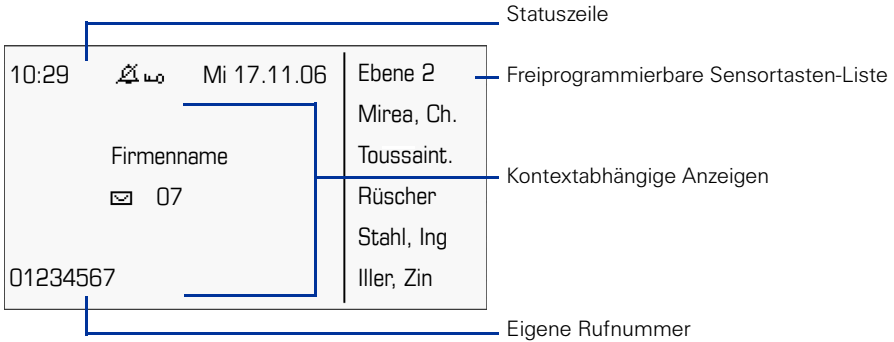 Statuszeile
10:29 Mi 17.11.06
Ebene 2
Freiprogrammierbare Sensortasten-Liste
Mirea, Ch.
Firmenname
Toussaint.
Kontextabhängige Anzeigen
07
Rüscher
Stahl, Ing
01234567
Iller, Zin
Eigene Rufnummer